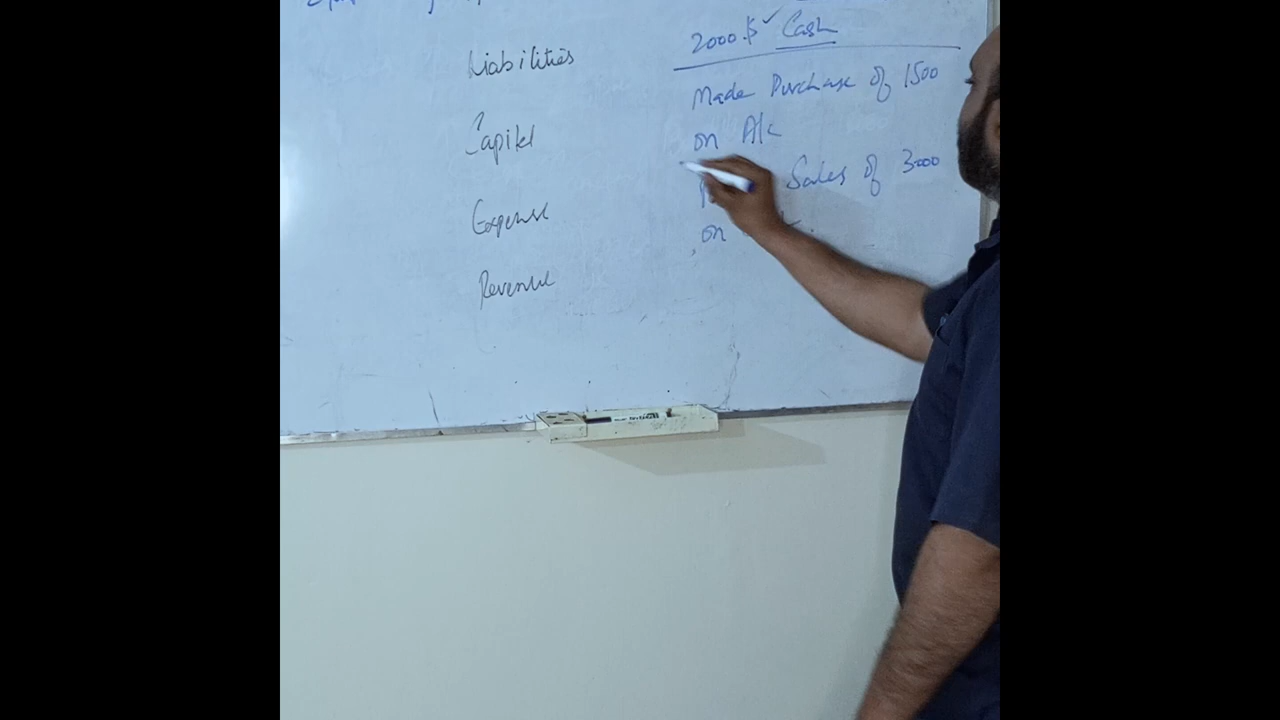 Liabilities
Capital
Expense
Revenue
2000 $ ✓ Cash
Made Purchase of 1500
on A/c
Sales of 3000
on